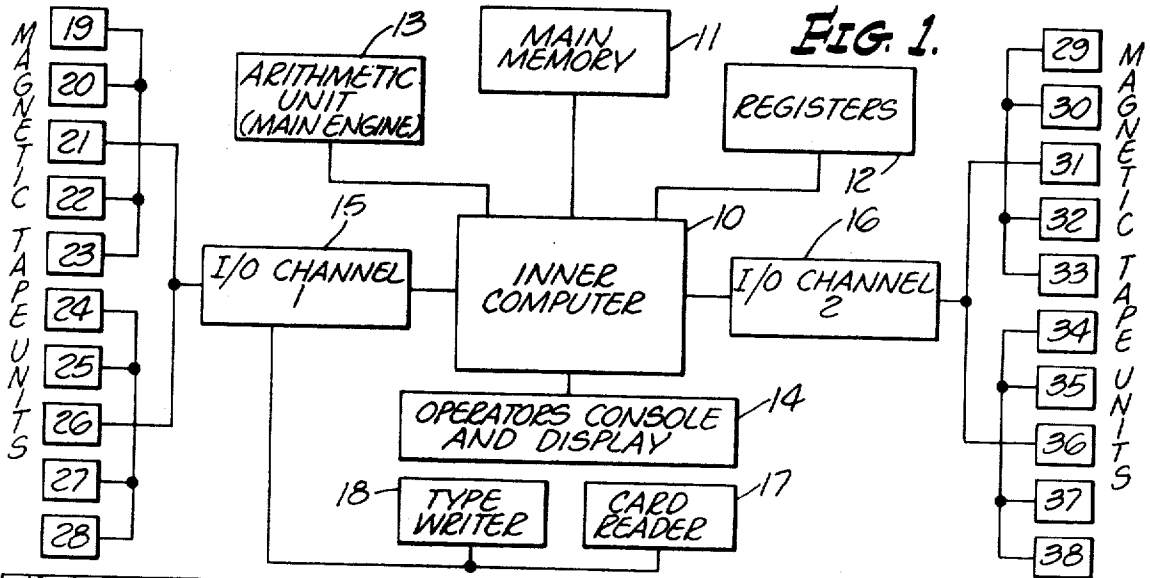 FIG. 1.
MAGNETIC TAPE UNITS
19
20
21
22
23
24
25
26
27
28
13
ARITHMETIC
UNIT
(MAIN ENGINE)
MAIN
MEMORY
11
REGISTERS
12
15
I/O CHANNEL
1
10
INNER
COMPUTER
16
I/O CHANNEL
2
OPERATORS CONSOLE
AND DISPLAY
14
18
TYPE
WRITER
CARD
READER
17
29
30
31
32
33
34
35
36
37
38
MAGNETIC TAPE UNITS